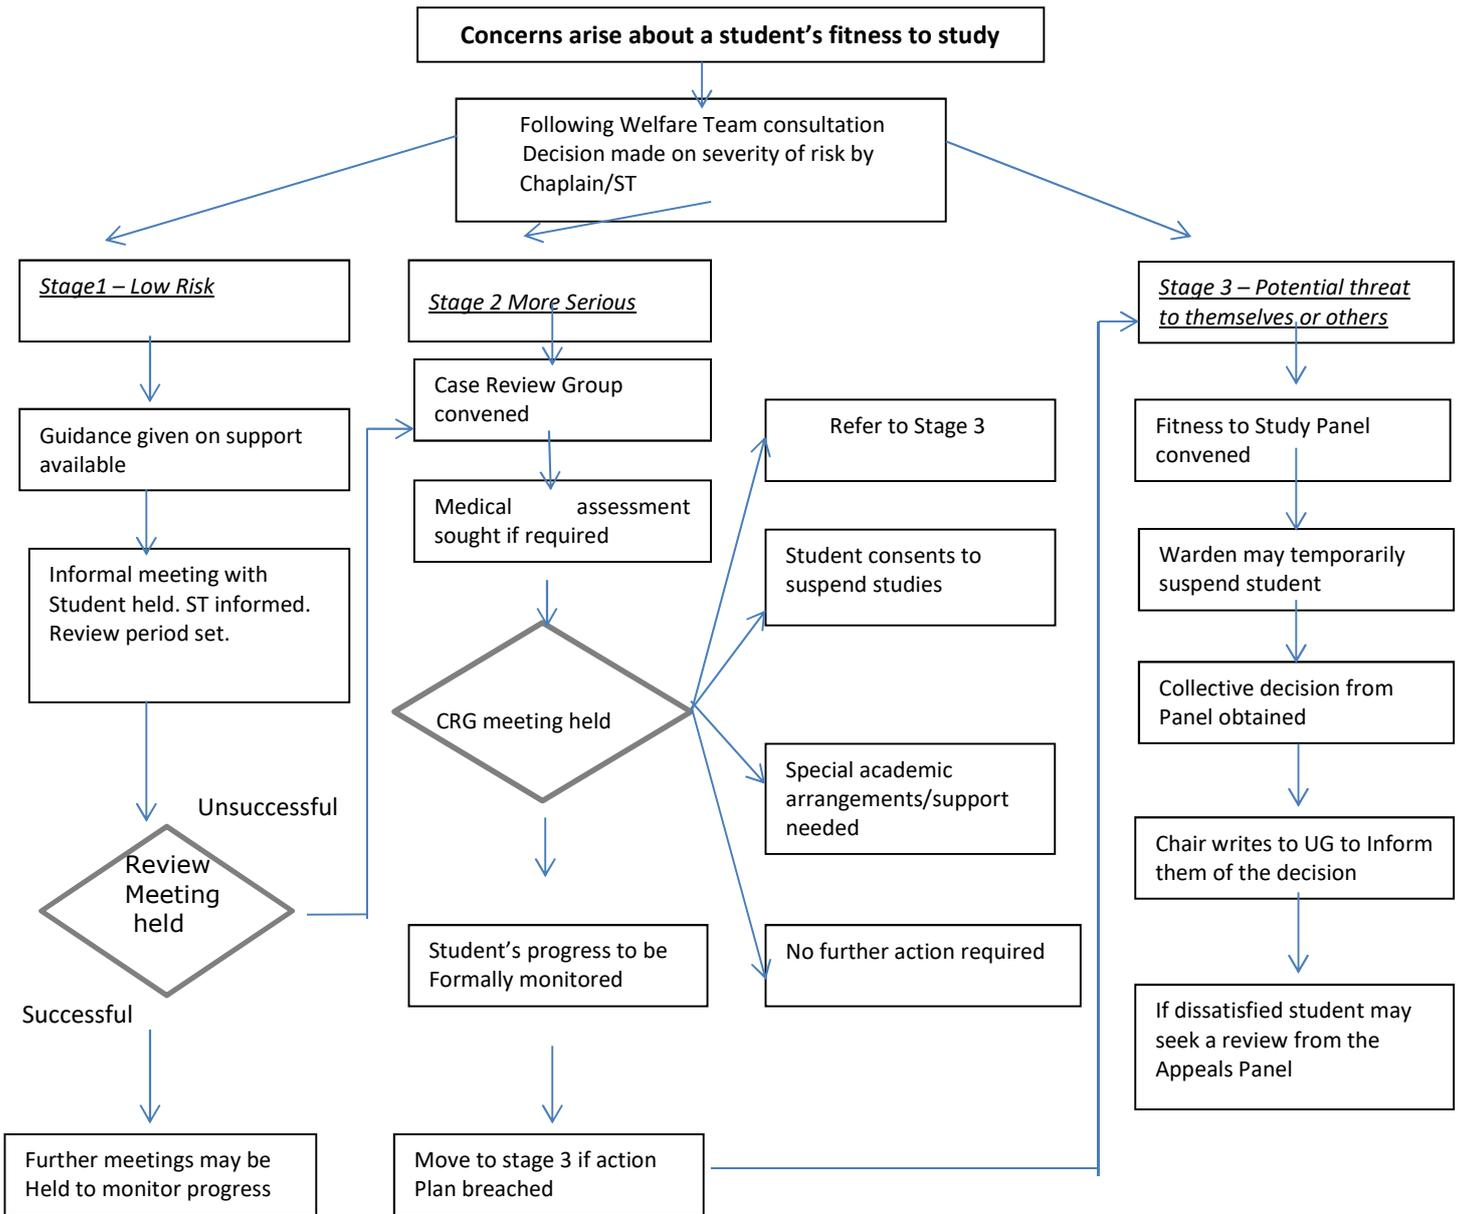 Concerns arise about a student’s fitness to study
Following Welfare Team consultation
Decision made on severity of risk by
Chaplain/ST
Stage1 – Low Risk
Guidance given on support
available
Informal meeting with
Student held. ST informed.
Review period set.
Unsuccessful
Review
Meeting
held
Successful
Further meetings may be
Held to monitor progress
Stage 2 More Serious
Case Review Group
convened
Medical assessment
sought if required
CRG meeting held
Student’s progress to be
Formally monitored
Move to stage 3 if action
Plan breached
Refer to Stage 3
Student consents to
suspend studies
Special academic
arrangements/support
needed
No further action required
Stage 3 – Potential threat
to themselves or others
Fitness to Study Panel
convened
Warden may temporarily
suspend student
Collective decision from
Panel obtained
Chair writes to UG to Inform
them of the decision
If dissatisfied student may
seek a review from the
Appeals Panel